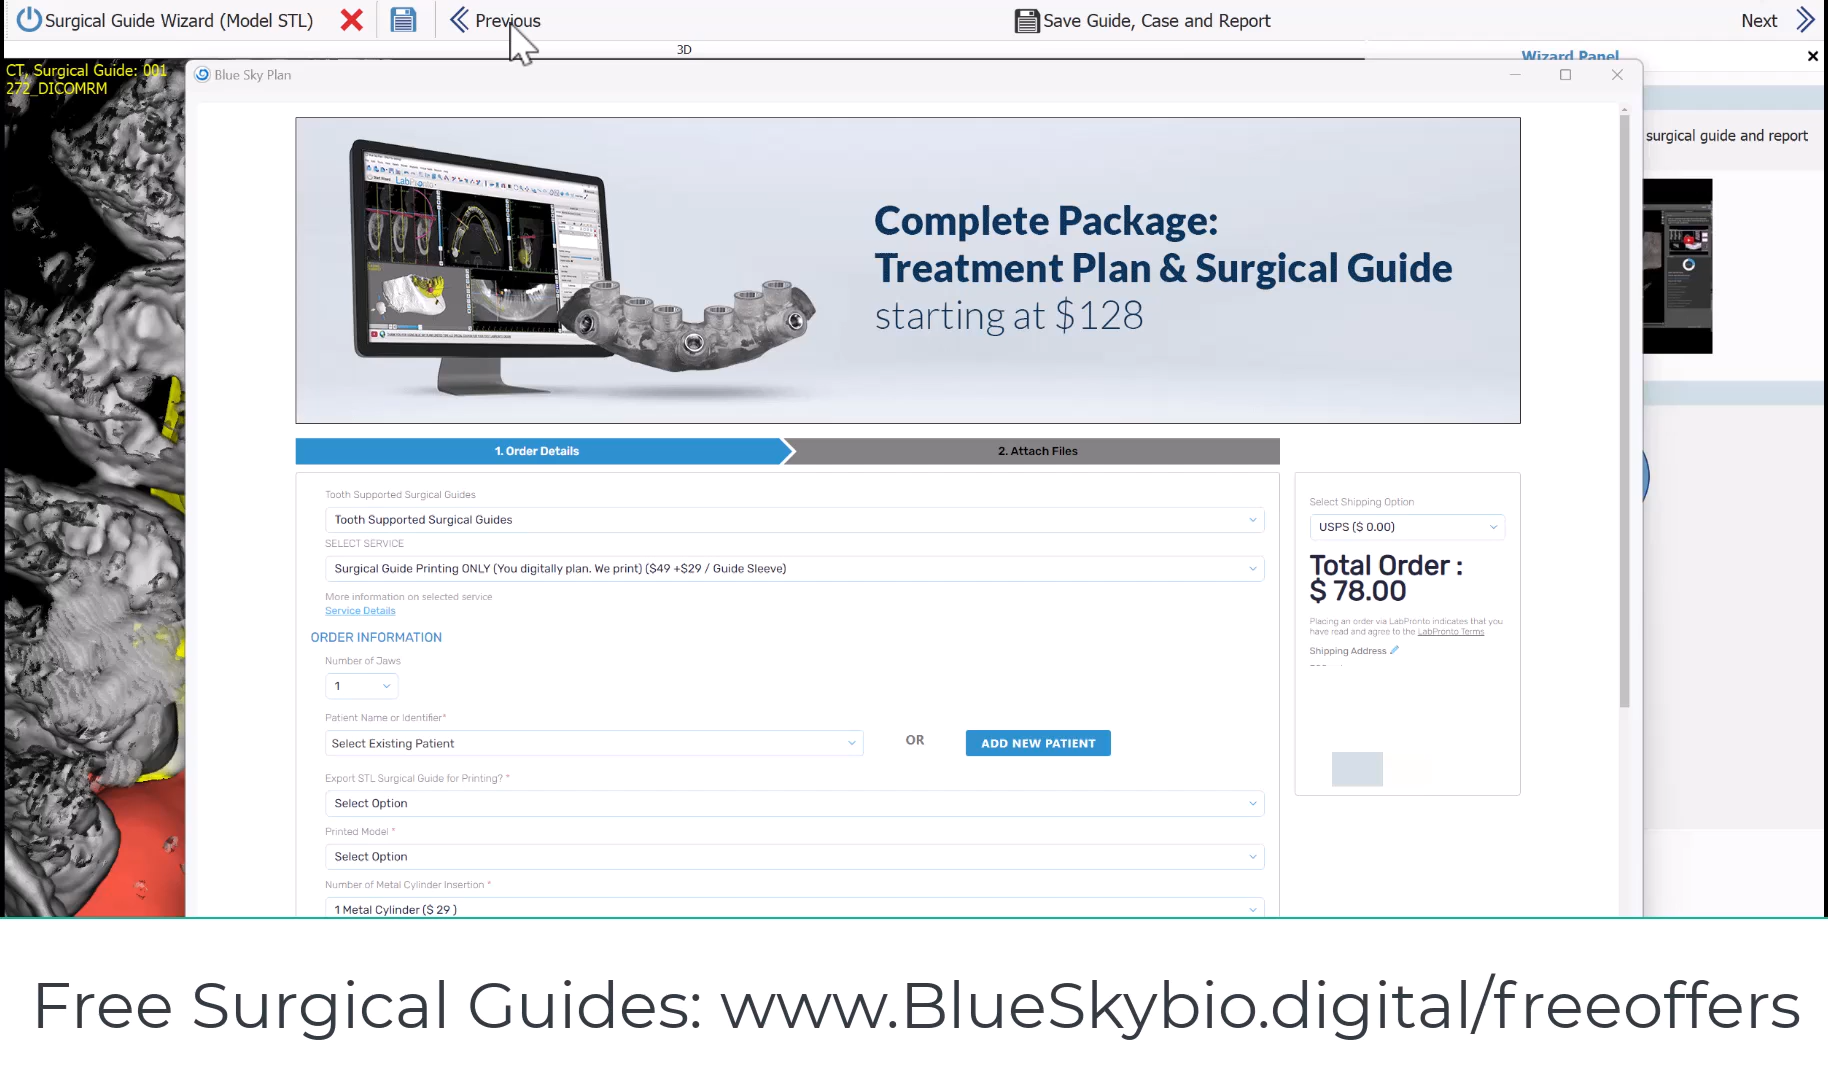 Surgical Guide Wizard (Model STL)
Previous
Save Guide, Case and Report
Next
3D
Wizard Panel
CT, Surgical Guide: 001
272_DICOMRM
Blue Sky Plan
surgical guide and report
LabPronto
Complete Package:
Treatment Plan & Surgical Guide
starting at $128
1. Order Details
2. Attach Files
Tooth Supported Surgical Guides
Tooth Supported Surgical Guides
SELECT SERVICE
Surgical Guide Printing ONLY (You digitally plan. We print) ($49 +$29 / Guide Sleeve)
More information on selected service
Service Details
ORDER INFORMATION
Number of Jaws
1
Patient Name or Identifier*
Select Existing Patient
OR
ADD NEW PATIENT
Export STL Surgical Guide for Printing? *
Select Option
Printed Model *
Select Option
Number of Metal Cylinder Insertion *
1 Metal Cylinder ($ 29 )
Select Shipping Option
USPS ($ 0.00)
Total Order :
$ 78.00
Placing an order via LabPronto indicates that you
have read and agree to the LabPronto Terms
Shipping Address
Free Surgical Guides: www.BlueSkybio.digital/freeoffers